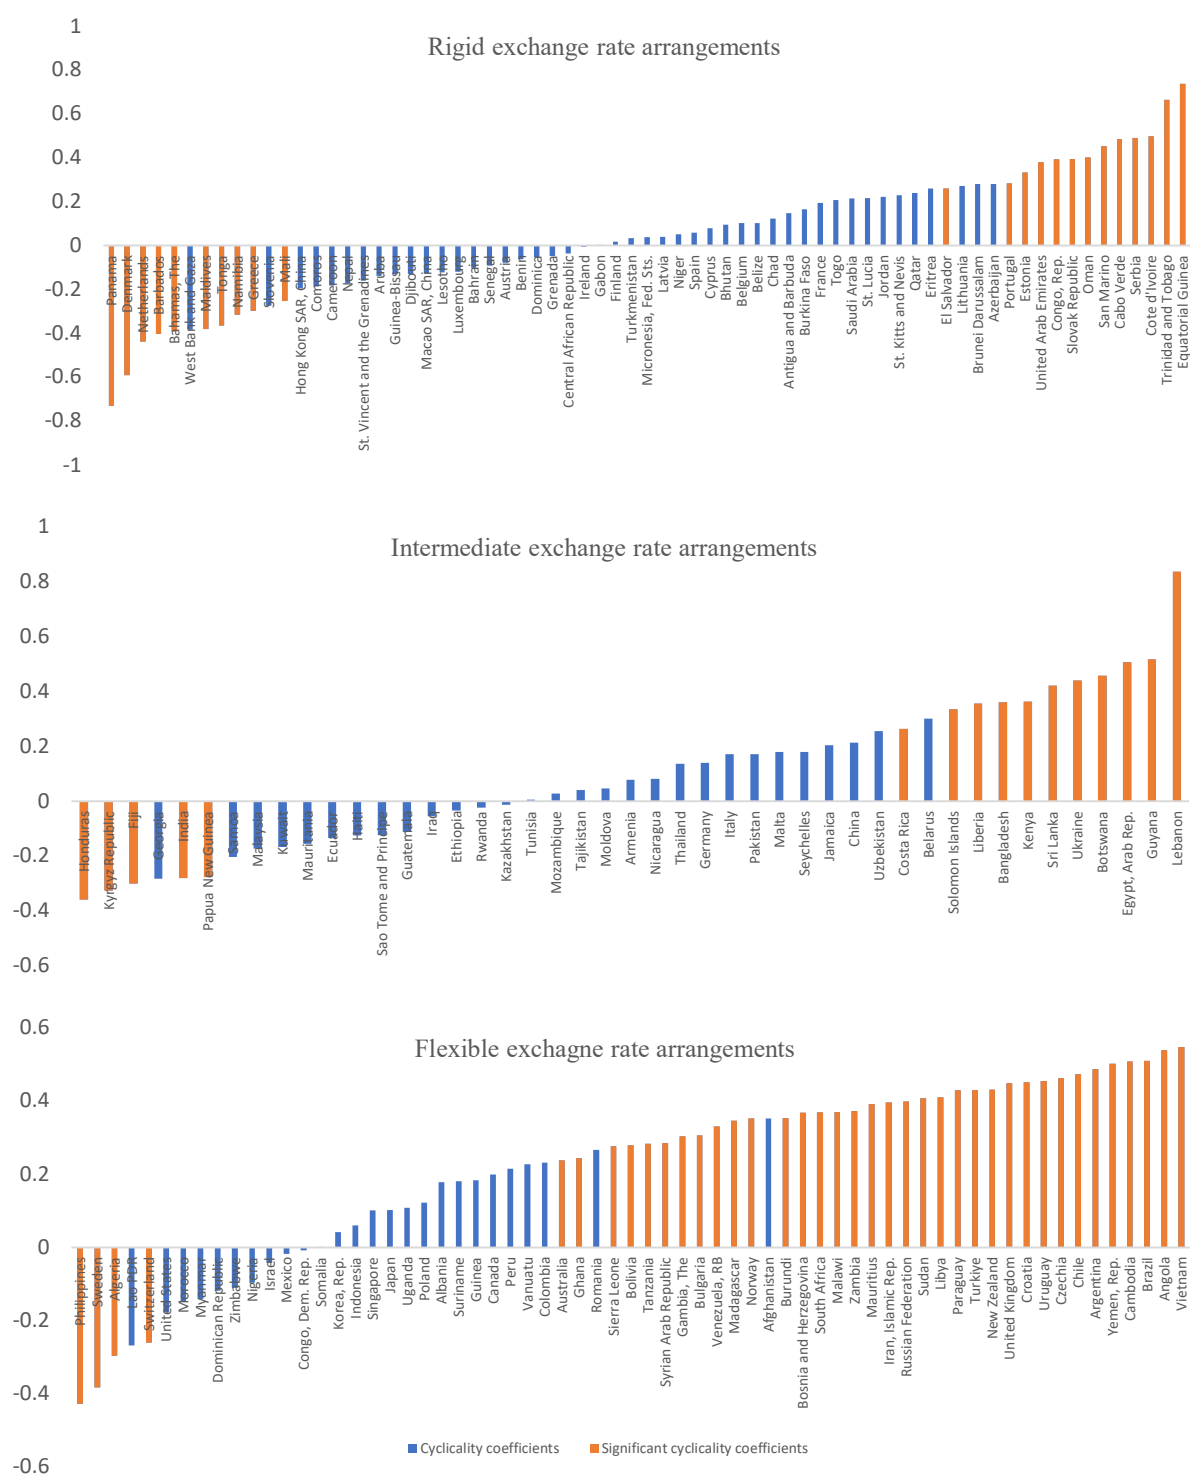 Rigid exchange rate arrangements
1
0.8
0.6
0.4
0.2
0
-0.2
-0.4
-0.6
-0.8
-1
Panama
Denmark
Netherlands
Barbados
Bahamas, The
West Bank and Gaza
Maldives
Tonga
Namibia
Greece
Slovenia
Mali
Hong Kong SAR, China
Comoros
Cameroon
Nepal
St. Vincent and the Grenadines
Aruba
Guinea-Bissau
Djibouti
Macao SAR, China
Lesotho
Luxembourg
Bahrain
Senegal
Austria
Benin
Dominica
Grenada
Central African Republic
Ireland
Gabon
Finland
Turkmenistan
Micronesia, Fed. Sts.
Latvia
Niger
Spain
Cyprus
Bhutan
Belgium
Belize
Chad
Antigua and Barbuda
Burkina Faso
France
Togo
Saudi Arabia
St. Lucia
Jordan
St. Kitts and Nevis
Qatar
Eritrea
El Salvador
Lithuania
Brunei Darussalam
Azerbaijan
Portugal
Estonia
United Arab Emirates
Congo, Rep.
Slovak Republic
Oman
San Marino
Cabo Verde
Serbia
Cote d'Ivoire
Trinidad and Tobago
Equatorial Guinea
Intermediate exchange rate arrangements
1
0.8
0.6
0.4
0.2
0
-0.2
-0.4
-0.6
Honduras
Kyrgyz Republic
Fiji
Georgia
India
Papua New Guinea
Samoa
Malaysia
Kuwait
Mauritania
Ecuador
Haiti
Sao Tome and Principe
Guatemala
Iraq
Ethiopia
Rwanda
Kazakhstan
Tunisia
Mozambique
Tajikistan
Moldova
Armenia
Nicaragua
Thailand
Germany
Italy
Pakistan
Malta
Seychelles
Jamaica
China
Uzbekistan
Costa Rica
Belarus
Solomon Islands
Liberia
Bangladesh
Kenya
Sri Lanka
Ukraine
Botswana
Egypt, Arab Rep.
Guyana
Lebanon
Flexible exchagne rate arrangements
0.6
0.4
0.2
0
-0.2
-0.4
-0.6
Philippines
Sweden
Algeria
Lao PDR
Switzerland
United States
Morocco
Myanmar
Dominican Republic
Zimbabwe
Nigeria
Israel
Mexico
Congo, Dem. Rep.
Somalia
Korea, Rep.
Indonesia
Singapore
Japan
Uganda
Poland
Albania
Suriname
Guinea
Canada
Peru
Vanuatu
Colombia
Australia
Ghana
Romania
Sierra Leone
Bolivia
Tanzania
Syrian Arab Republic
Gambia, The
Bulgaria
Venezuela, RB
Madagascar
Norway
Afghanistan
Burundi
Bosnia and Herzegovina
South Africa
Malawi
Zambia
Mauritius
Iran, Islamic Rep.
Russian Federation
Sudan
Libya
Paraguay
Turkiye
New Zealand
United Kingdom
Croatia
Uruguay
Czechia
Chile
Argentina
Yemen, Rep.
Cambodia
Brazil
Angola
Vietnam
Cyclicality coefficients
Significant cyclicality coefficients